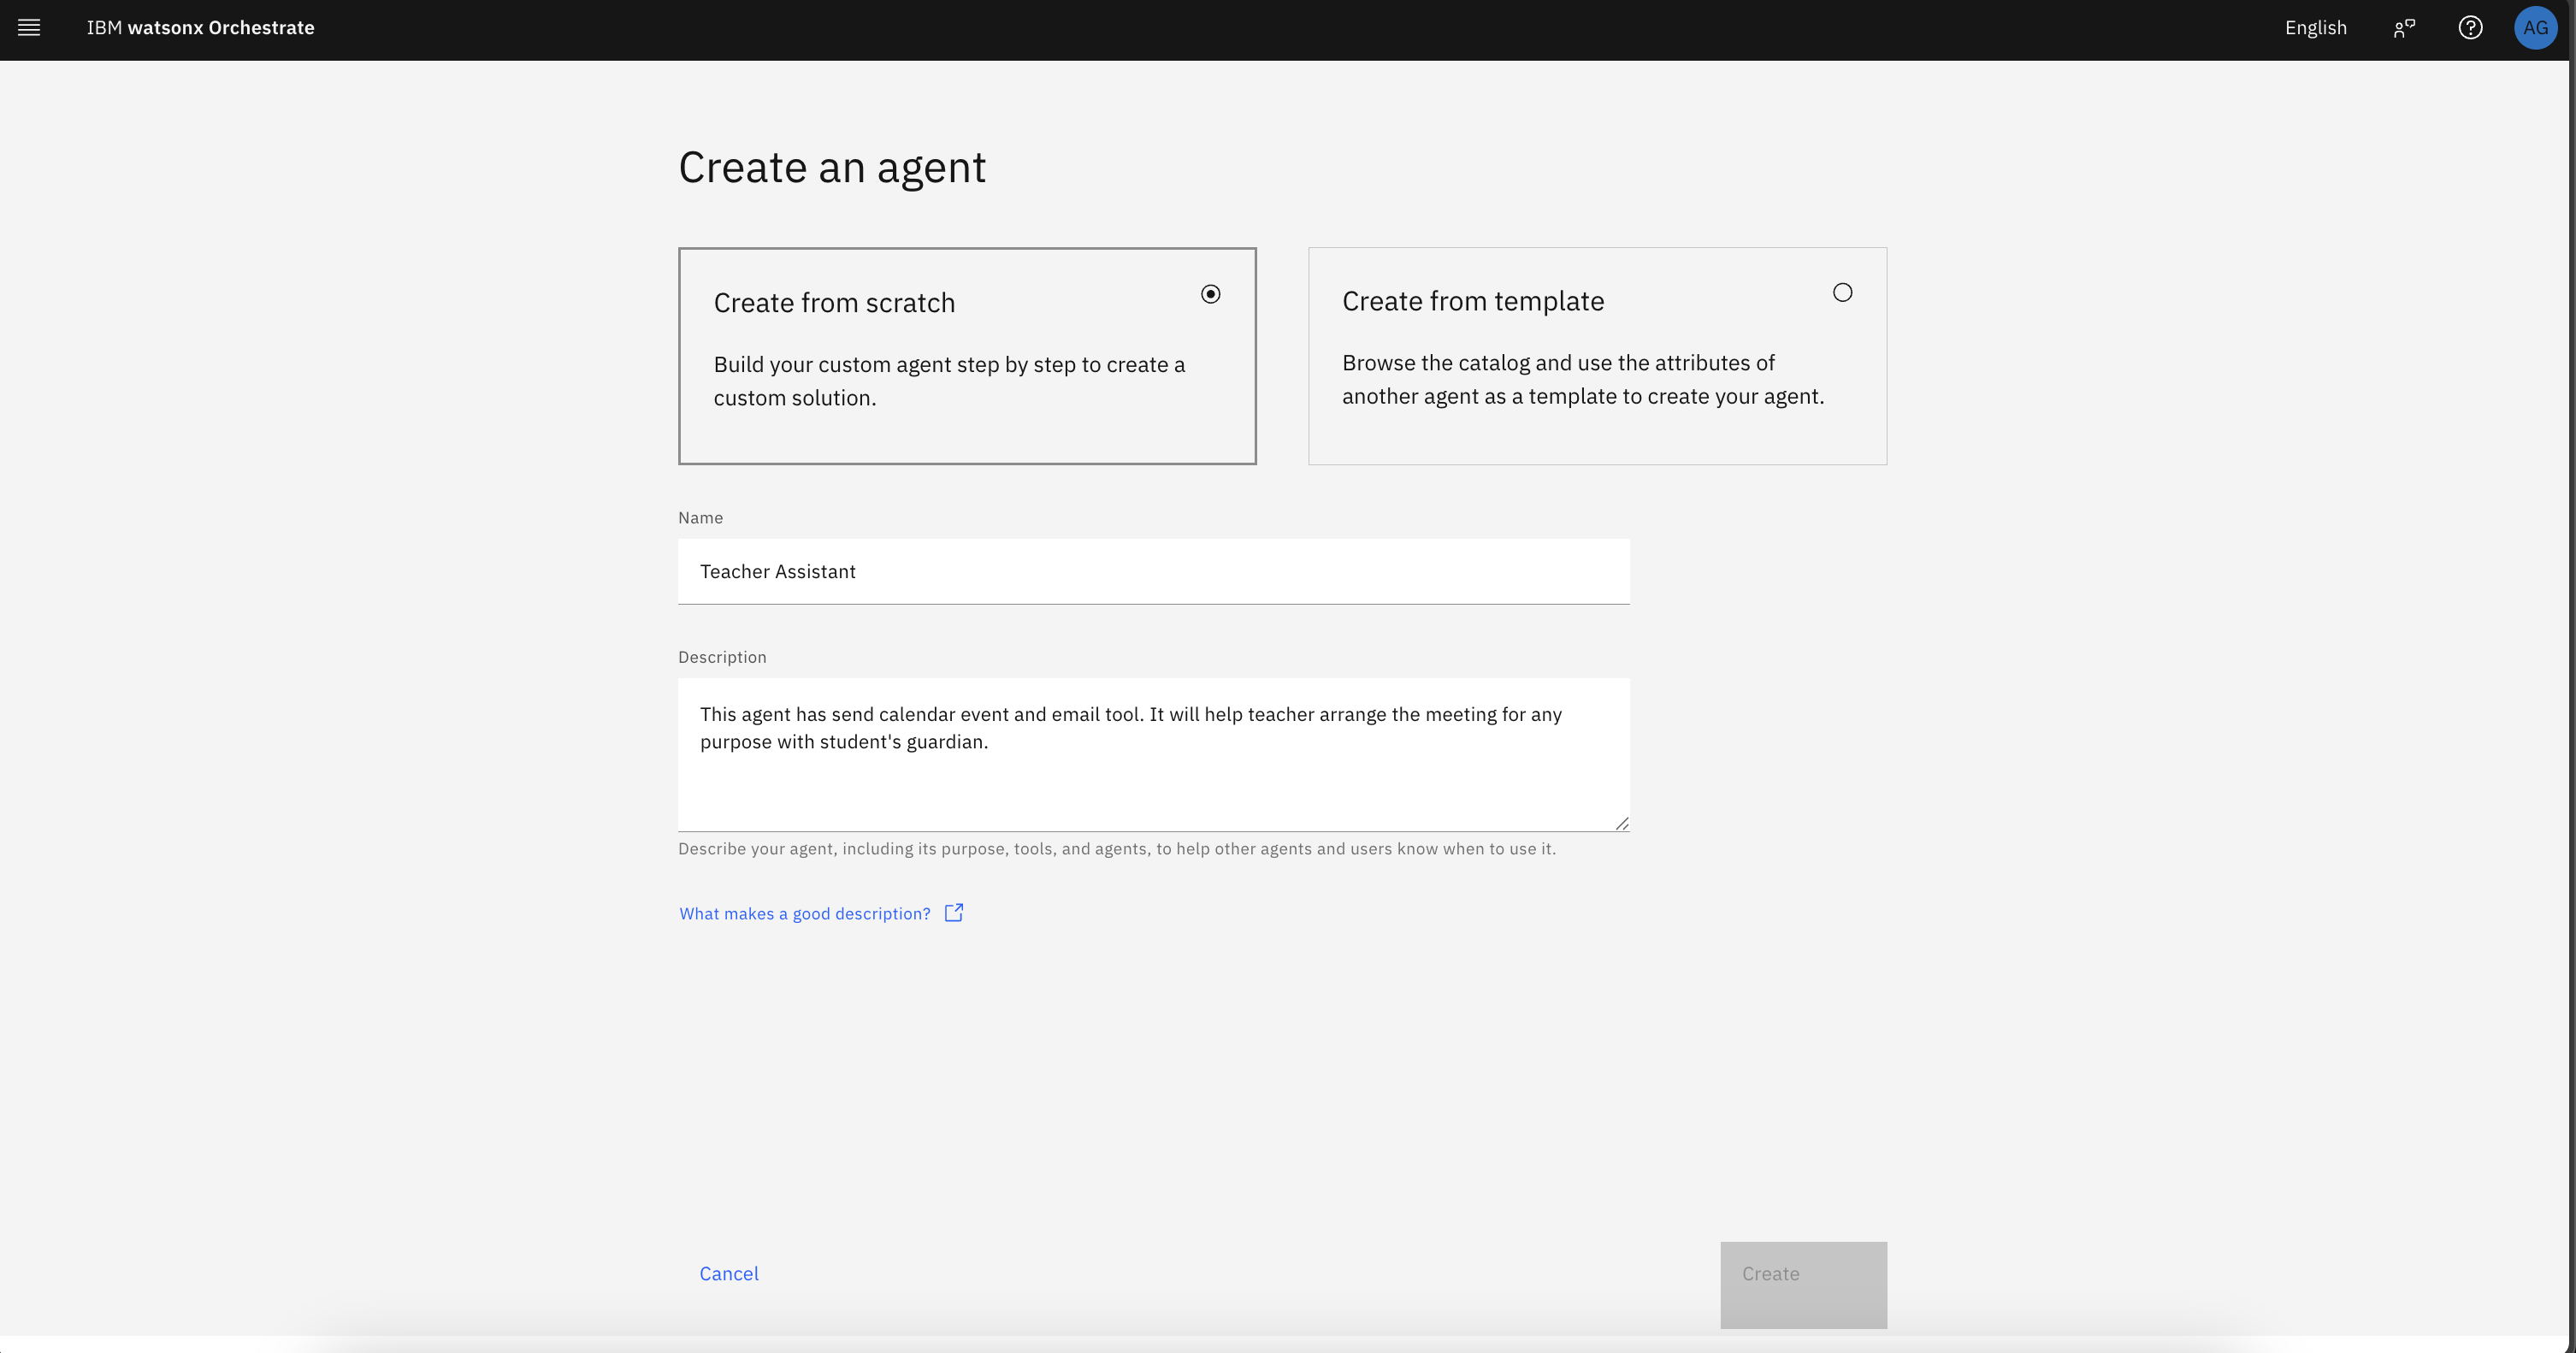 IBM watsonx Orchestrate
English
AG
Create an agent
Create from scratch
Build your custom agent step by step to create a
custom solution.
Create from template
Browse the catalog and use the attributes of
another agent as a template to create your agent.
Name
Teacher Assistant
Description
This agent has send calendar event and email tool. It will help teacher arrange the meeting for any
purpose with student's guardian.
Describe your agent, including its purpose, tools, and agents, to help other agents and users know when to use it.
What makes a good description?
Cancel
Create